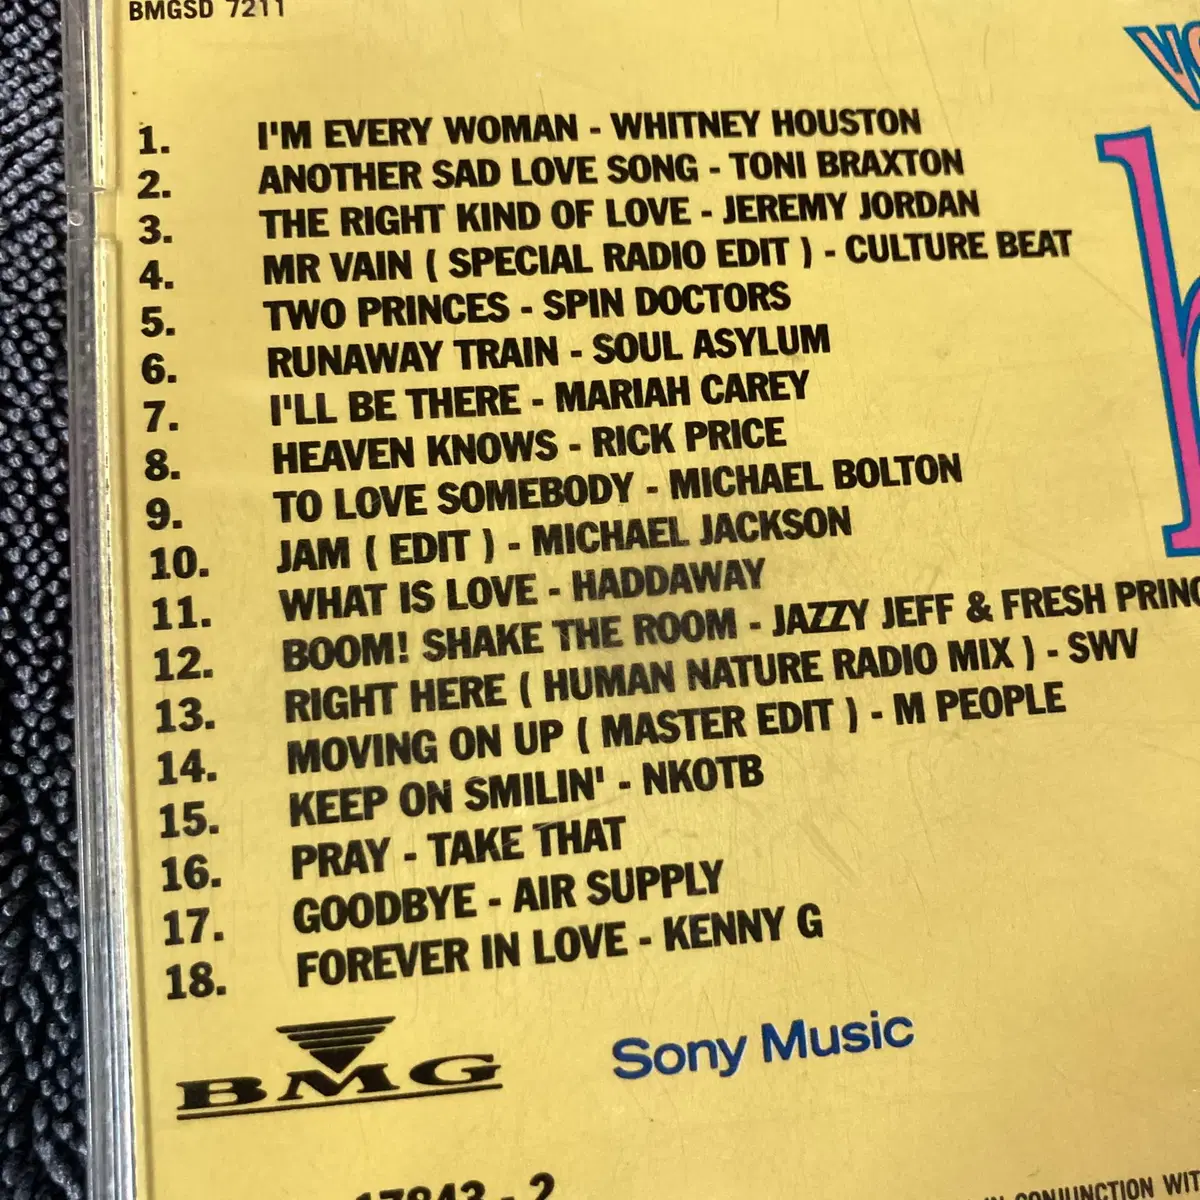 BMGSD 7211
1. I'M EVERY WOMAN - WHITNEY HOUSTON
2. ANOTHER SAD LOVE SONG - TONI BRAXTON
3. THE RIGHT KIND OF LOVE - JEREMY JORDAN
4. MR VAIN ( SPECIAL RADIO EDIT ) - CULTURE BEAT
5. TWO PRINCES - SPIN DOCTORS
6. RUNAWAY TRAIN - SOUL ASYLUM
7. I'LL BE THERE - MARIAH CAREY
8. HEAVEN KNOWS - RICK PRICE
9. TO LOVE SOMEBODY - MICHAEL BOLTON
10. JAM ( EDIT ) - MICHAEL JACKSON
11. WHAT IS LOVE - HADDAWAY
12. BOOM! SHAKE THE ROOM - JAZZY JEFF & FRESH PRINC
13. RIGHT HERE ( HUMAN NATURE RADIO MIX ) - SWV
14. MOVING ON UP ( MASTER EDIT ) - M PEOPLE
15. KEEP ON SMILIN' - NKOTB
16. PRAY - TAKE THAT
17. GOODBYE - AIR SUPPLY
18. FOREVER IN LOVE - KENNY G
BMG Sony Music
- 2
CONJUNCTION WIT